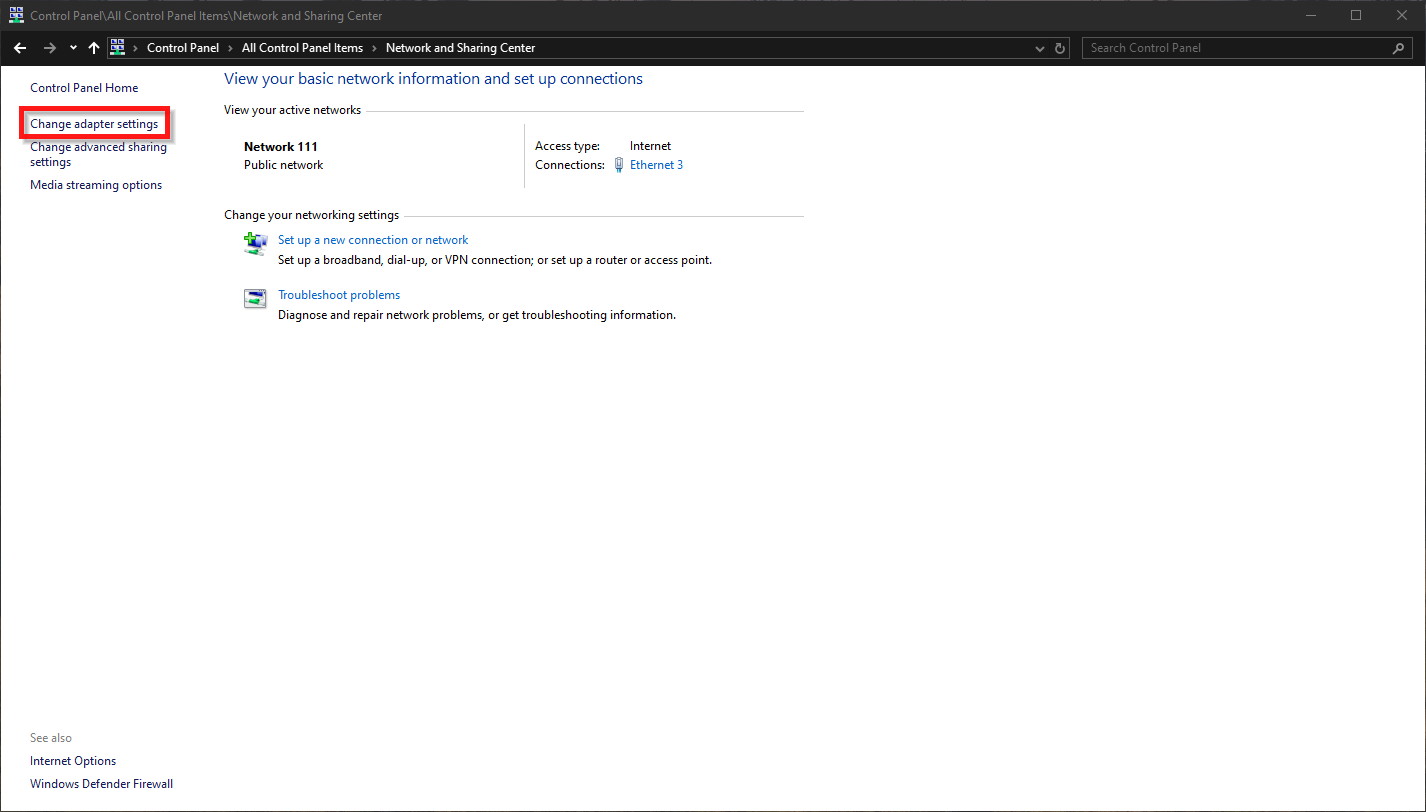 Control Panel\All Control Panel Items\Network and Sharing Center
Control Panel > All Control Panel Items > Network and Sharing Center
Search Control Panel
Control Panel Home
Change adapter settings
Change advanced sharing
settings
Media streaming options
View your basic network information and set up connections
View your active networks
Network 111
Public network
Access type: Internet
Connections: Ethernet 3
Change your networking settings
Set up a new connection or network
Set up a broadband, dial-up, or VPN connection; or set up a router or access point.
Troubleshoot problems
Diagnose and repair network problems, or get troubleshooting information.
See also
Internet Options
Windows Defender Firewall